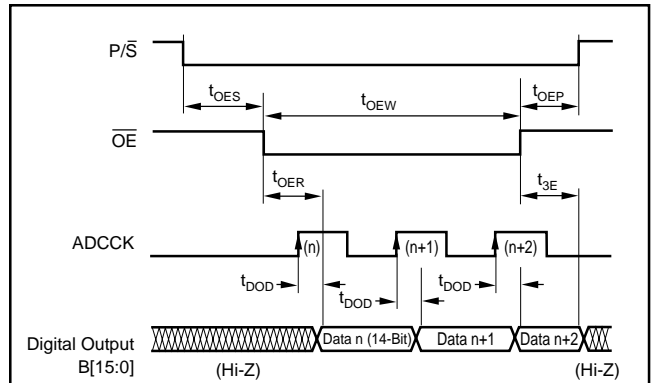 P/S̅
tOES tOEW tOEP
O̅E̅
tOER t3E
ADCCK (n) (n+1) (n+2)
tDOD tDOD tDOD
Digital Output Data n (14-Bit) Data n+1 Data n+2
B[15:0] (Hi-Z) (Hi-Z)